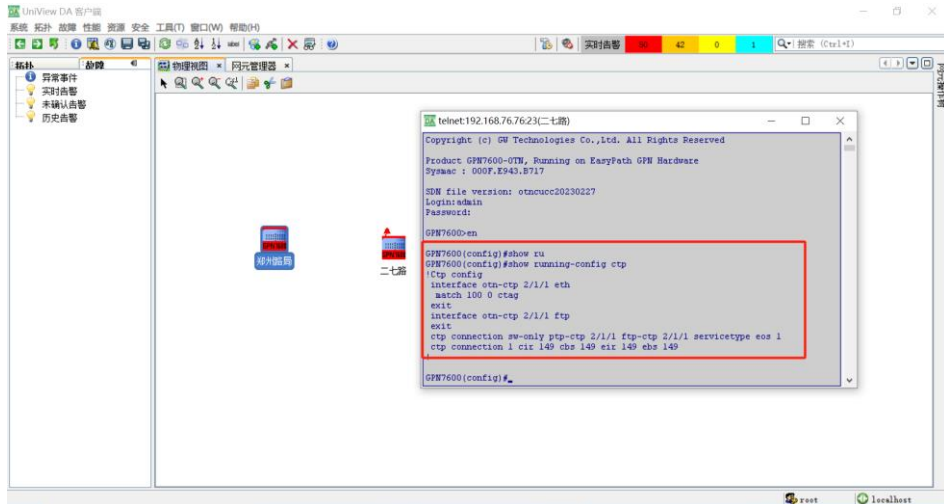 UniView DA 客户端
系统 拓扑 故障 性能 资源 安全 工具(T) 窗口(W) 帮助(H)
实时告警 90 42 0 1 搜索 (Ctrl+I)
拓扑 故障 物理视图 × 网元管理器 ×
异常事件
实时告警
未确认告警
历史告警
telnet:192.168.76.76:23(二七路)
Copyright (c) GW Technologies Co.,Ltd. All Rights Reserved
Product GPN7600-OTN, Running on EasyPath GPN Hardware
Sysmac : 000F.E943.B717
SDN file version: otncucc20230227
Login:admin
Password:
GPN7600>en
GPN7600(config)#show ru
GPN7600(config)#show running-config ctp
!Ctp config
interface otn-ctp 2/1/1 eth
match 100 0 ctag
exit
interface otn-ctp 2/1/1 ftp
exit
ctp connection sw-only ptp-ctp 2/1/1 ftp-ctp 2/1/1 servicetype eos 1
ctp connection 1 cir 149 cbs 149 eir 149 ebs 149
!
GPN7600(config)#_
二七路
root localhost